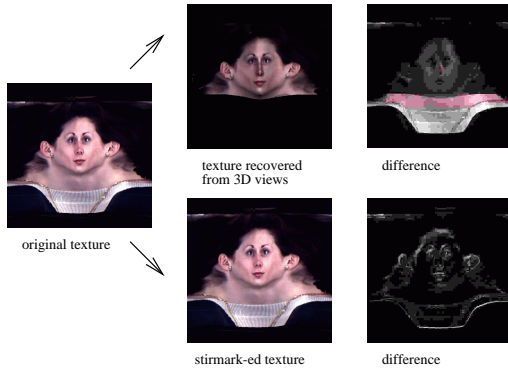 original texture
texture recovered
from 3D views
difference
stirmark-ed texture
difference